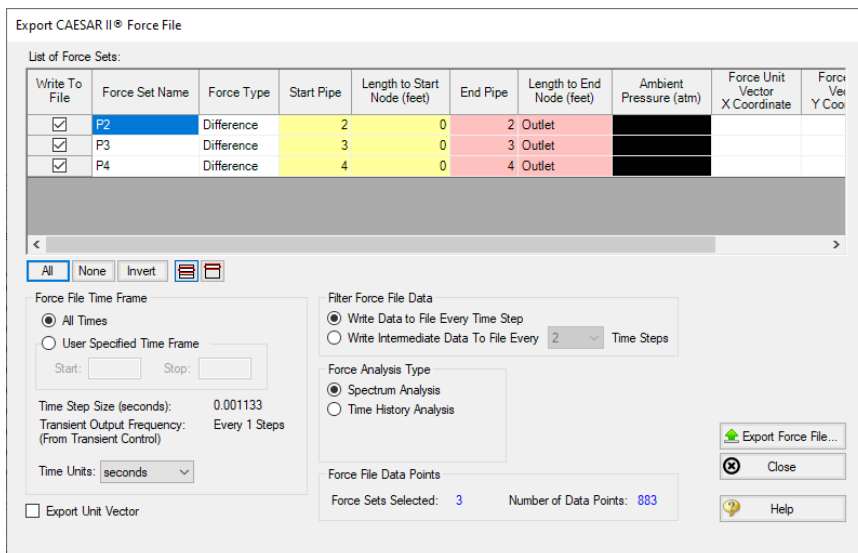 Export CAESAR II® Force File
List of Force Sets:
Write To File Force Set Name Force Type Start Pipe Length to Start Node (feet) End Pipe Length to End Node (feet) Ambient Pressure (atm) Force Unit Vector X Coordinate Force Vec Y Coor
P2 Difference 2 0 2 Outlet
P3 Difference 3 0 3 Outlet
P4 Difference 4 0 4 Outlet
All None Invert
Force File Time Frame
All Times
User Specified Time Frame
Start: Stop:
Time Step Size (seconds): 0.001133
Transient Output Frequency: Every 1 Steps
(From Transient Control)
Time Units: seconds
Export Unit Vector
Filter Force File Data
Write Data to File Every Time Step
Write Intermediate Data To File Every 2 Time Steps
Force Analysis Type
Spectrum Analysis
Time History Analysis
Force File Data Points
Force Sets Selected: 3 Number of Data Points: 883
Export Force File...
Close
Help